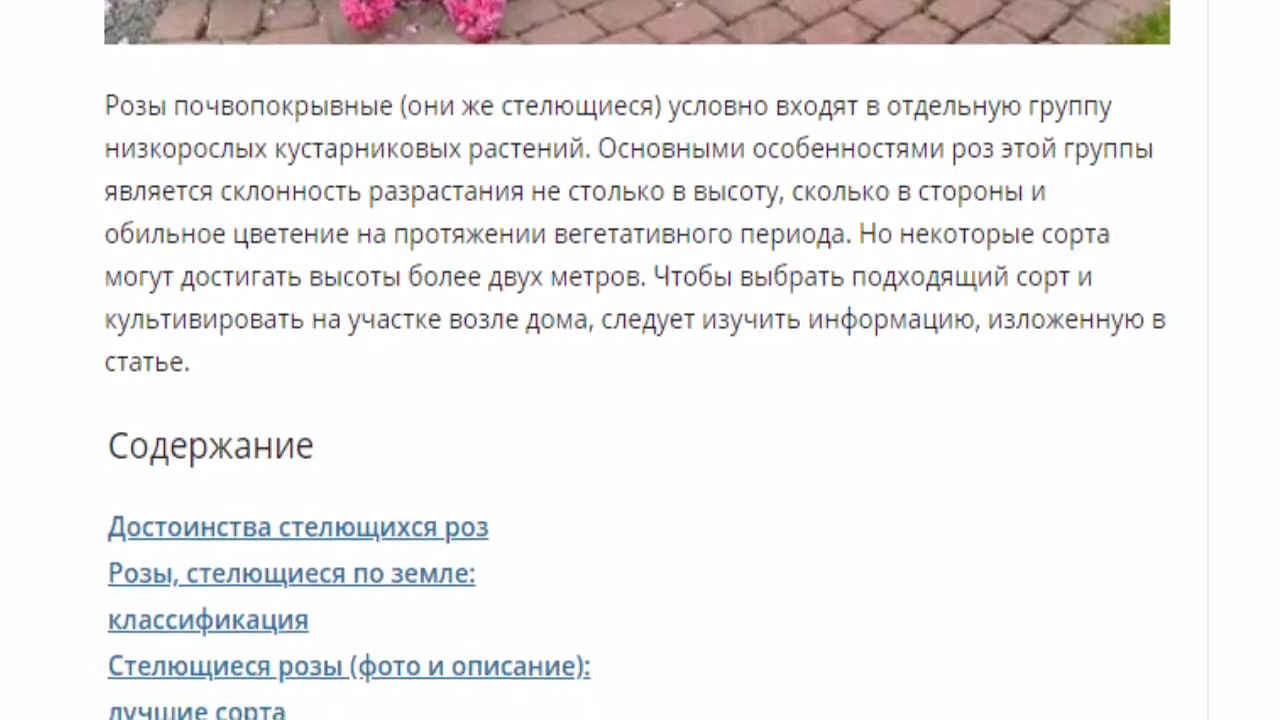 Розы почвопокрывные (они же стелющиеся) условно входят в отдельную группу
низкорослых кустарниковых растений. Основными особенностями роз этой группы
является склонность разрастания не столько в высоту, сколько в стороны и
обильное цветение на протяжении вегетативного периода. Но некоторые сорта
могут достигать высоты более двух метров. Чтобы выбрать подходящий сорт и
культивировать на участке возле дома, следует изучить информацию, изложенную в
статье.
Содержание
Достоинства стелющихся роз
Розы, стелющиеся по земле:
классификация
Стелющиеся розы (фото и описание):
лучшие сорта